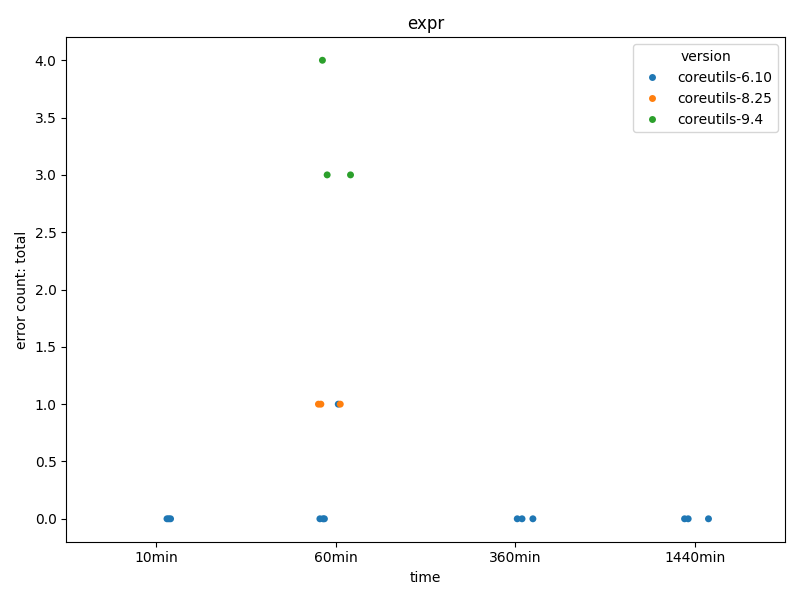 expr
version
coreutils-6.10
coreutils-8.25
coreutils-9.4
error count: total
4.0
3.5
3.0
2.5
2.0
1.5
1.0
0.5
0.0
10min 60min 360min 1440min
time